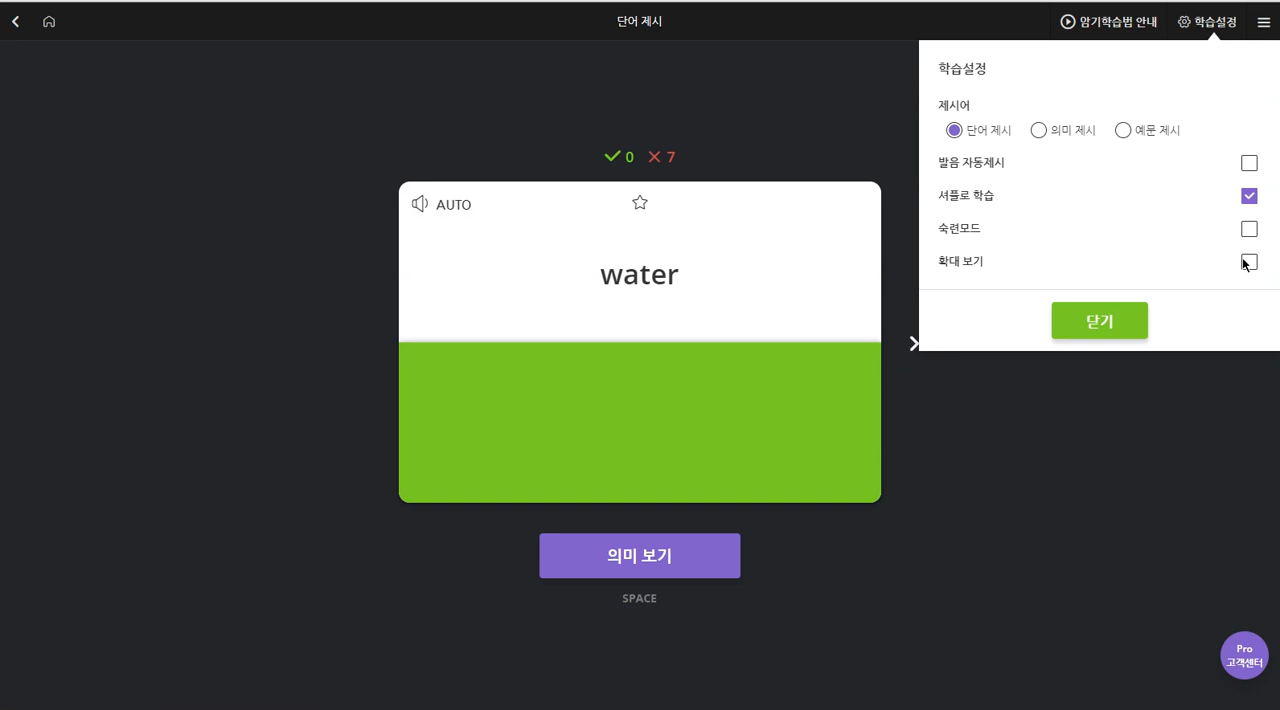 단어 제시
암기학습법 안내
학습설정
학습설정
제시어
단어 제시 의미 제시 예문 제시
발음 자동제시
셔플로 학습
숙련모드
확대 보기
닫기
0 7
AUTO
water
의미 보기
SPACE
Pro
고객센터